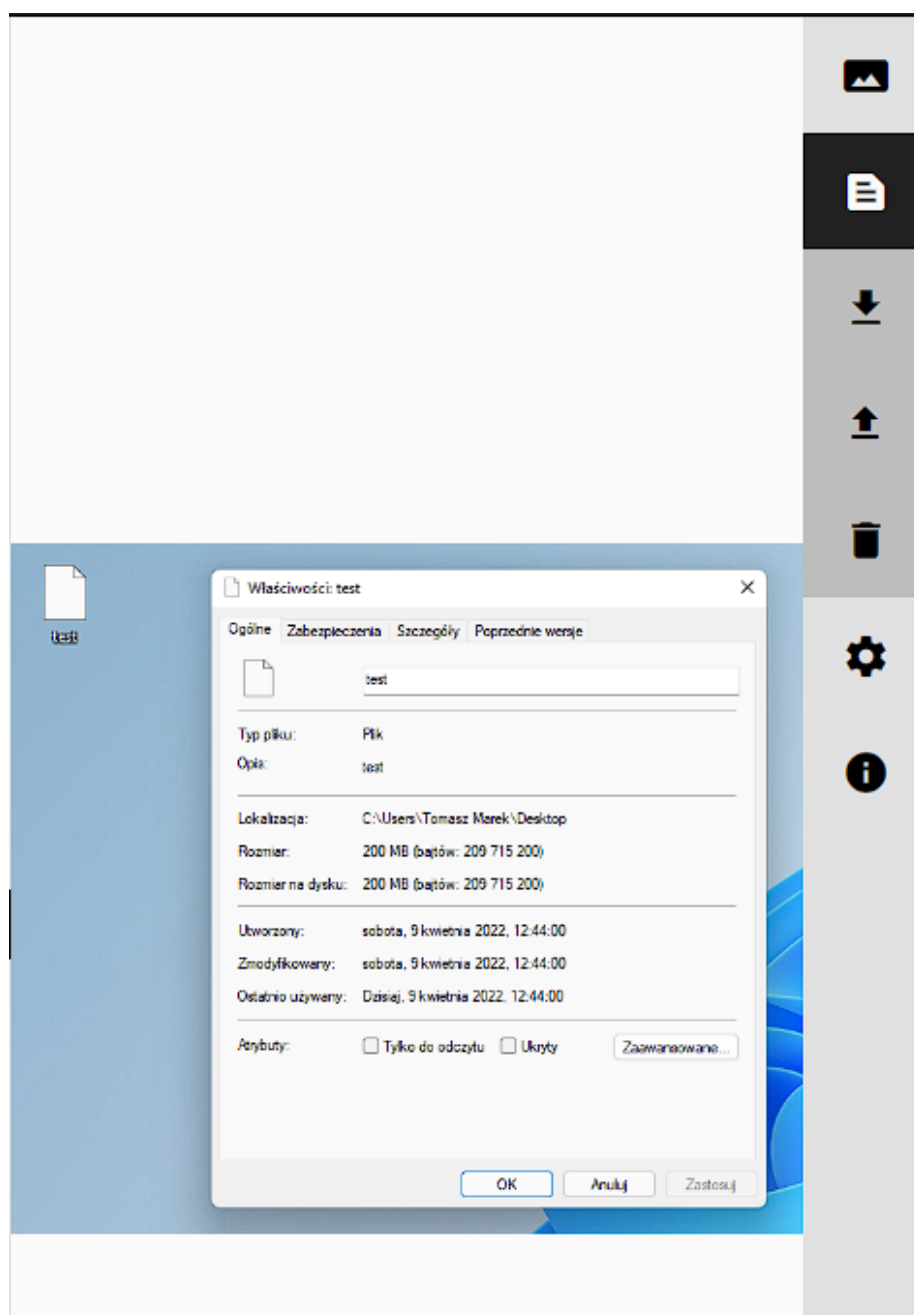 test
Właściwości: test
Ogólne Zabezpieczenia Szczegóły Poprzednie wersje
test
Typ pliku: Plik
Opis: test
Lokalizacja: C:\Users\Tomasz Marek\Desktop
Rozmiar: 200 MB (bajtów: 209 715 200)
Rozmiar na dysku: 200 MB (bajtów: 209 715 200)
Utworzony: sobota, 9 kwietnia 2022, 12:44:00
Zmodyfikowany: sobota, 9 kwietnia 2022, 12:44:00
Ostatnio używany: Dzisiaj, 9 kwietnia 2022, 12:44:00
Atrybuty: Tylko do odczytu Ukryty Zaawansowane...
OK Anuluj Zastosuj